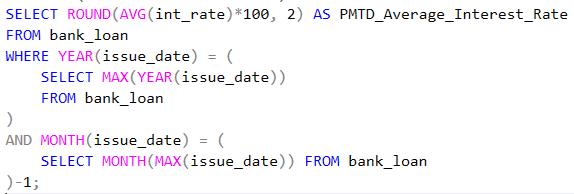 SELECT ROUND(AVG(int_rate)*100, 2) AS PMTD_Average_Interest_Rate
FROM bank_loan
WHERE YEAR(issue_date) = (
    SELECT MAX(YEAR(issue_date))
    FROM bank_loan
)
AND MONTH(issue_date) = (
    SELECT MONTH(MAX(issue_date)) FROM bank_loan
)-1;